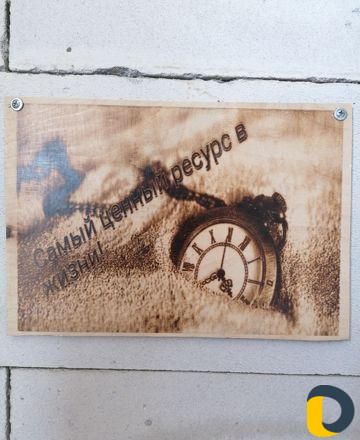 Самый ценный ресурс в
жизни!